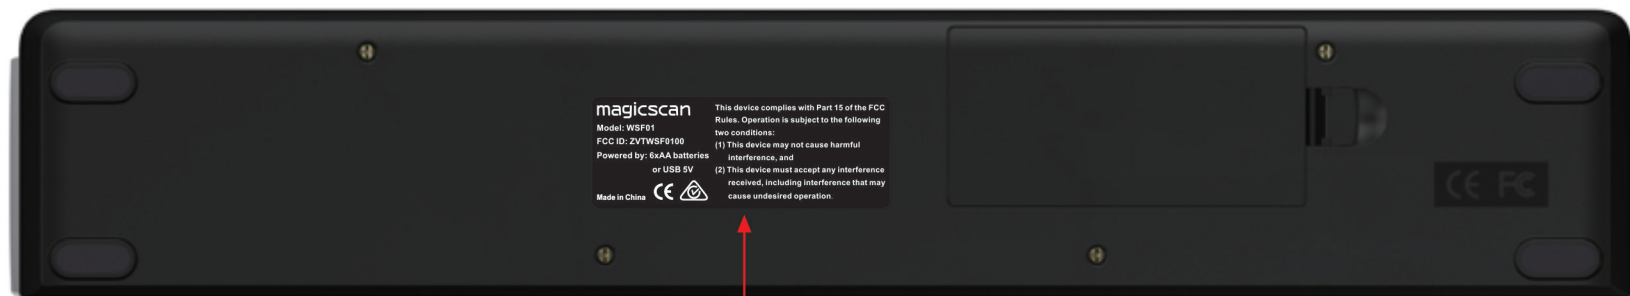 magicscan
Model: WSF01
FCC ID: ZVTWSF0100
Powered by: 6xAA batteries
or USB 5V
Made in China CE
This device complies with Part 15 of the FCC
Rules. Operation is subject to the following
two conditions:
(1) This device may not cause harmful
interference, and
(2) This device must accept any interference
received, including interference that may
cause undesired operation.
CE FC